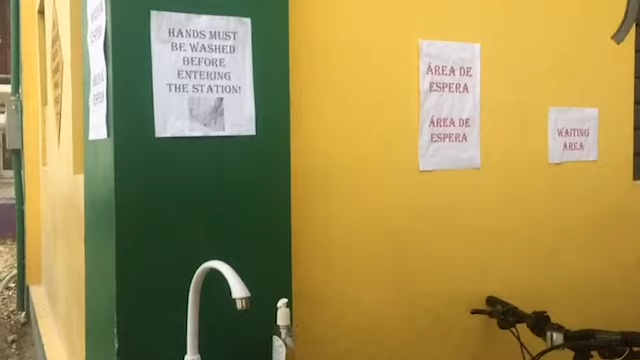 HANDS MUST
BE WASHED
BEFORE
ENTERING
THE STATION!
ÁREA DE
ESPERA
ÁREA DE
ESPERA
WAITING
AREA